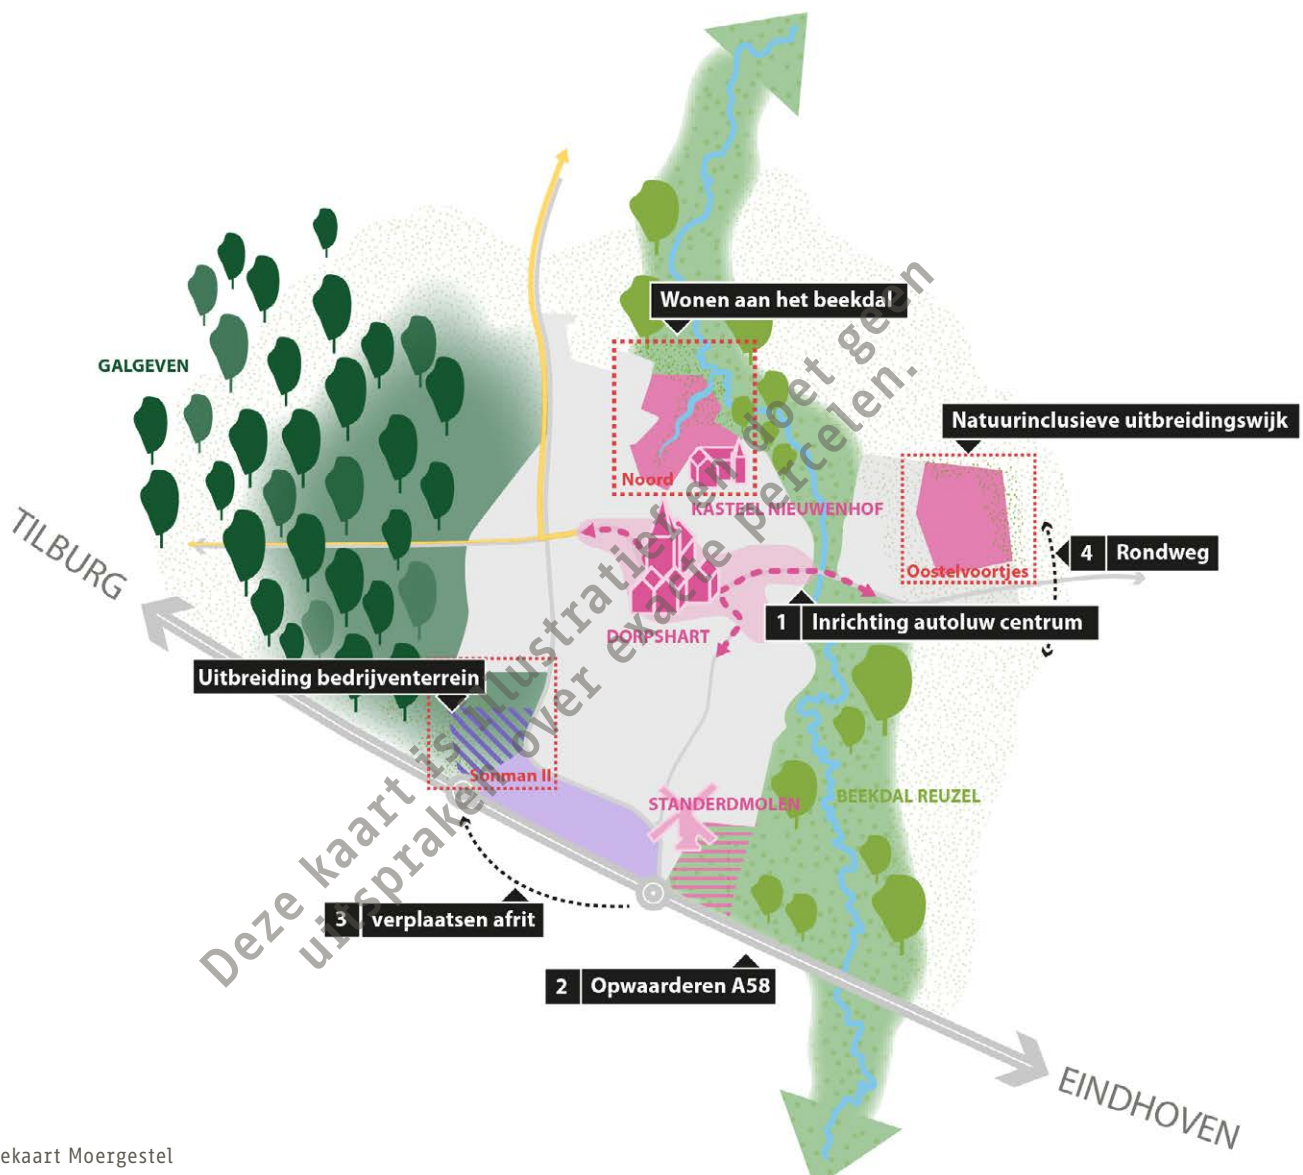 Wonen aan het beekdal
GALGEVEN
Natuurinclusieve uitbreidingswijk
Noord
KASTEEL NIEUWENHOF
TILBURG
4 Rondweg
Oostelvoortjes
1 Inrichting autoluw centrum
DORPSHART
Uitbreiding bedrijventerrein
Sonman II
STANDERDMOLEN
BEEKDAL REUZEL
3 verplaatsen afrit
2 Opwaarderen A58
EINDHOVEN
Deze kaart is illustratief en doet geen
uitspraken over exacte percelen.
ekaart Moergestel